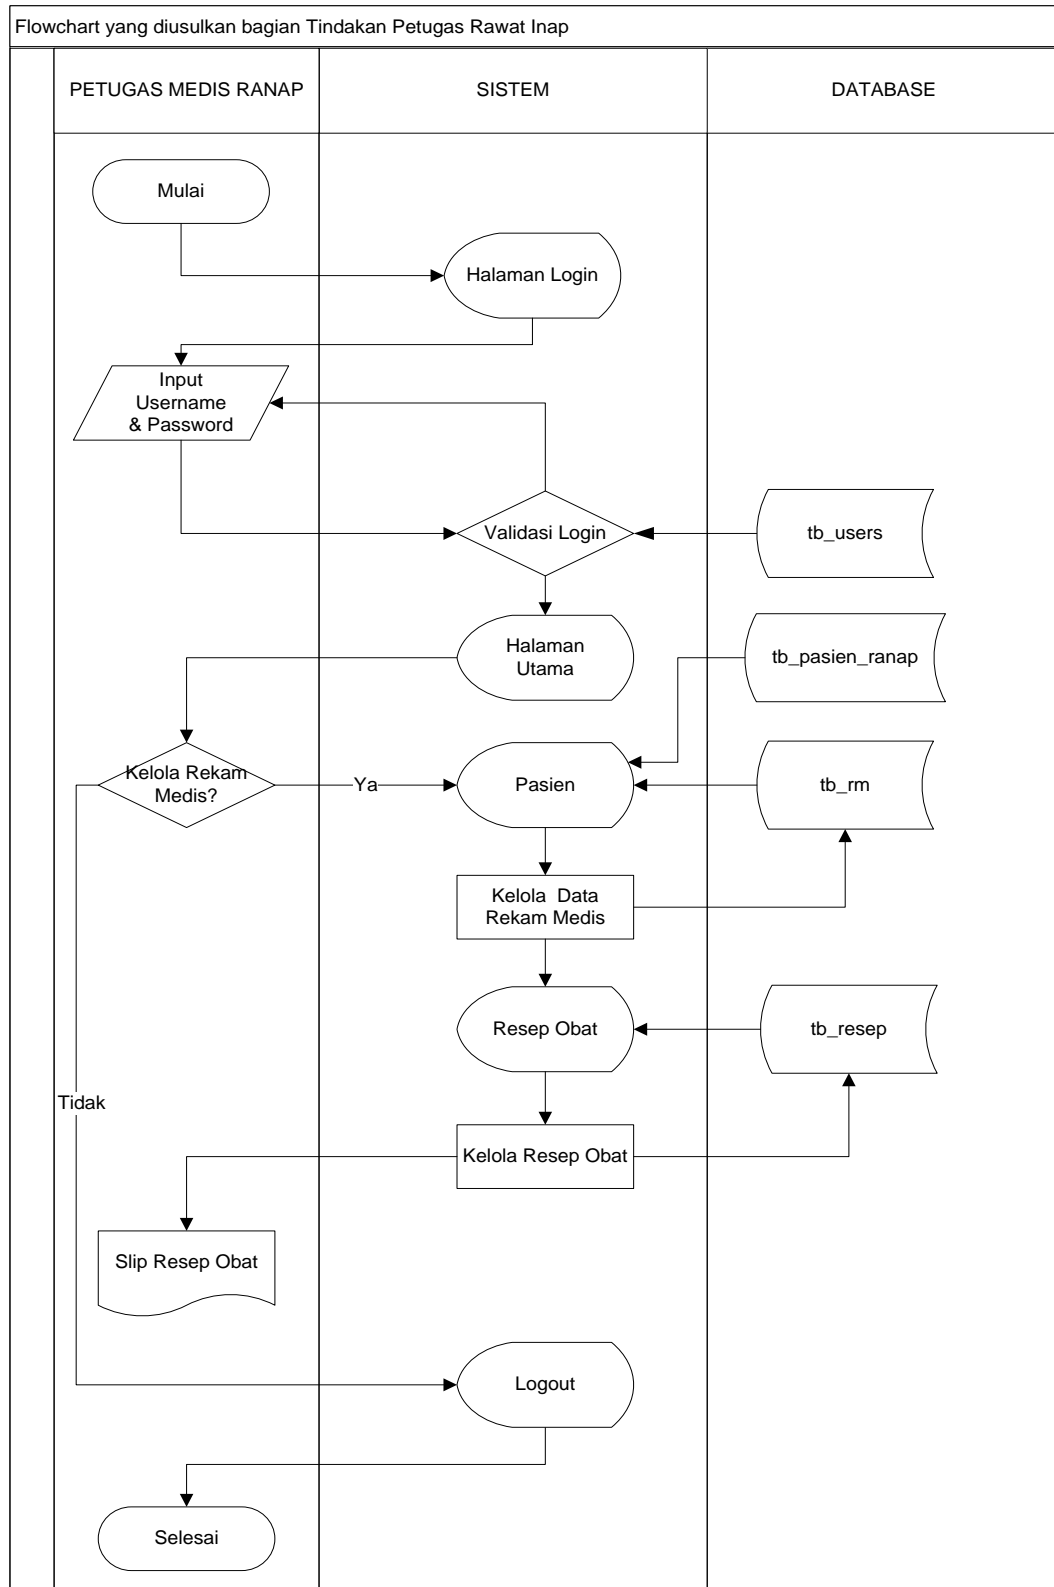 Flowchart yang diusulkan bagian Tindakan Petugas Rawat Inap
PETUGAS MEDIS RANAP
SISTEM
DATABASE
Mulai
Halaman Login
Input
Username
& Password
Validasi Login
tb_users
Halaman
Utama
tb_pasien_ranap
Kelola Rekam
Medis?
Ya
Pasien
tb_rm
Kelola  Data
Rekam Medis
Resep Obat
tb_resep
Tidak
Kelola Resep Obat
Slip Resep Obat
Logout
Selesai